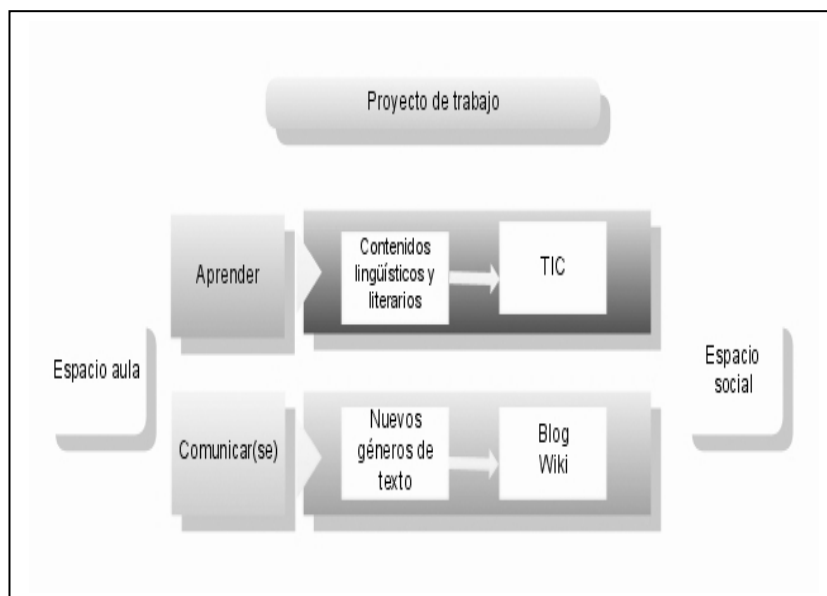 Proyecto de trabajo
Aprender
Contenidos
lingüísticos y
literarios
TIC
Espacio aula
Espacio
social
Comunicar(se)
Nuevos
géneros de
texto
Blog
Wiki